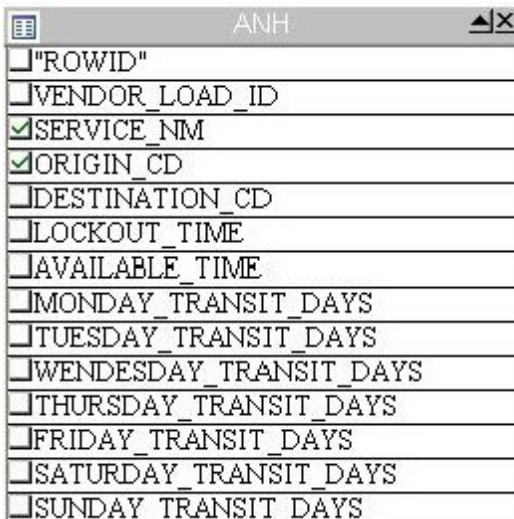 ANH
"ROWID"
VENDOR_LOAD_ID
SERVICE_NM
ORIGIN_CD
DESTINATION_CD
LOCKOUT_TIME
AVAILABLE_TIME
MONDAY_TRANSIT_DAYS
TUESDAY_TRANSIT_DAYS
WENDESDAY_TRANSIT_DAYS
THURSDAY_TRANSIT_DAYS
FRIDAY_TRANSIT_DAYS
SATURDAY_TRANSIT_DAYS
SUNDAY_TRANSIT_DAYS